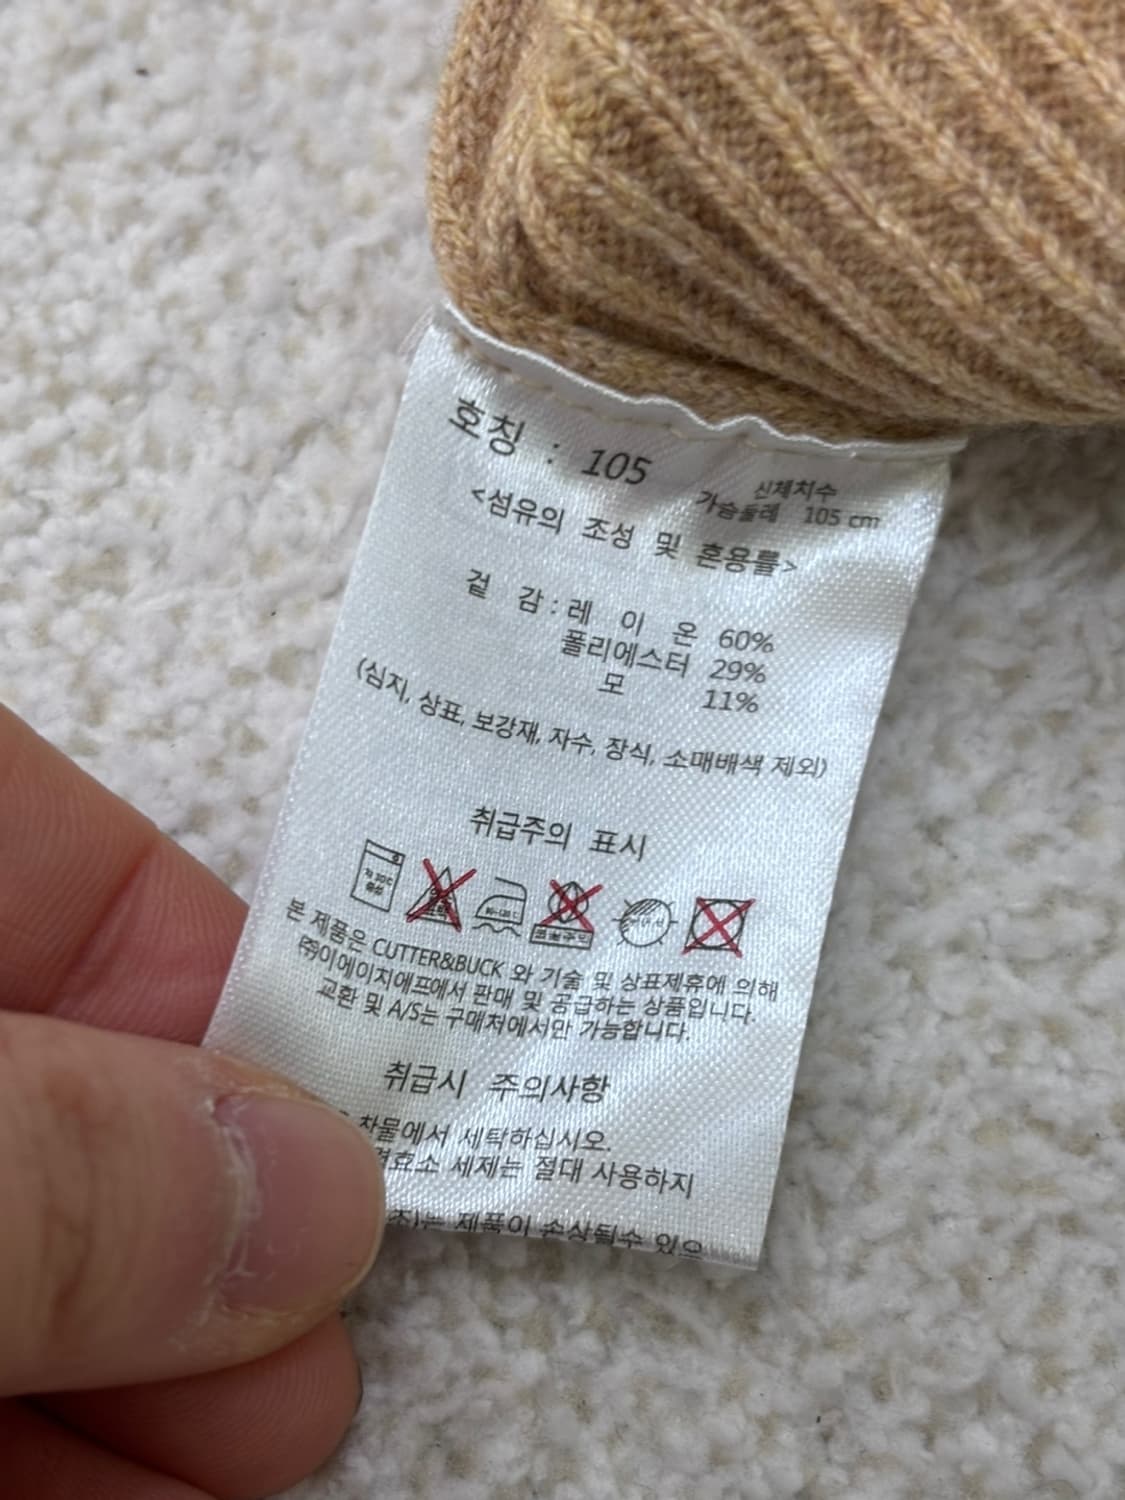 호칭 : 105
신체치수
가슴둘레 105 cm
<섬유의 조성 및 혼용률>
겉 감 : 레 이 온 60%
폴리에스터 29%
모 11%
(심지, 상표, 보강재, 자수, 장식, 소매배색 제외)
취급주의 표시
본 제품은 CUTTER&BUCK 와 기술 및 상표제휴에 의해
㈜이에이치에프에서 판매 및 공급하는 상품입니다.
교환 및 A/S는 구매처에서만 가능합니다.
취급시 주의사항
찬물에서 세탁하십시오.
세제는 절대 사용하지
제품이 손상될수 있으